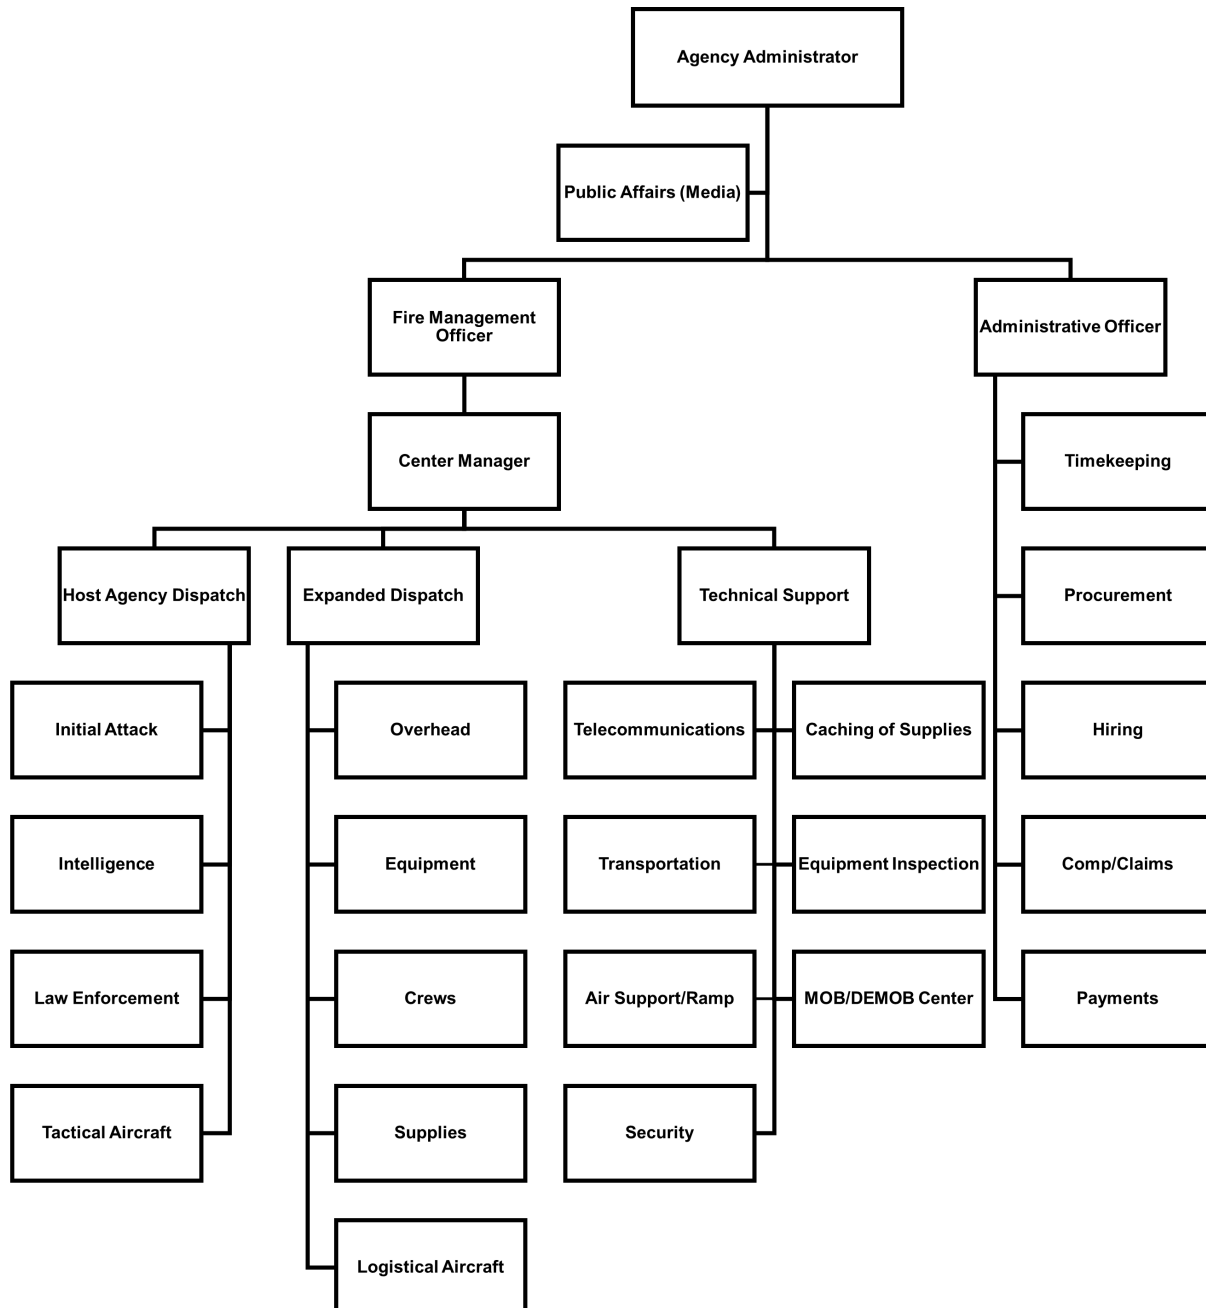 Agency Administrator
Public Affairs (Media)
Fire Management
Officer
Administrative Officer
Center Manager
Timekeeping
Host Agency Dispatch
Expanded Dispatch
Technical Support
Procurement
Initial Attack
Overhead
Telecommunications
Caching of Supplies
Hiring
Intelligence
Equipment
Transportation
Equipment Inspection
Comp/Claims
Law Enforcement
Crews
Air Support/Ramp
MOB/DEMOB Center
Payments
Tactical Aircraft
Supplies
Security
Logistical Aircraft